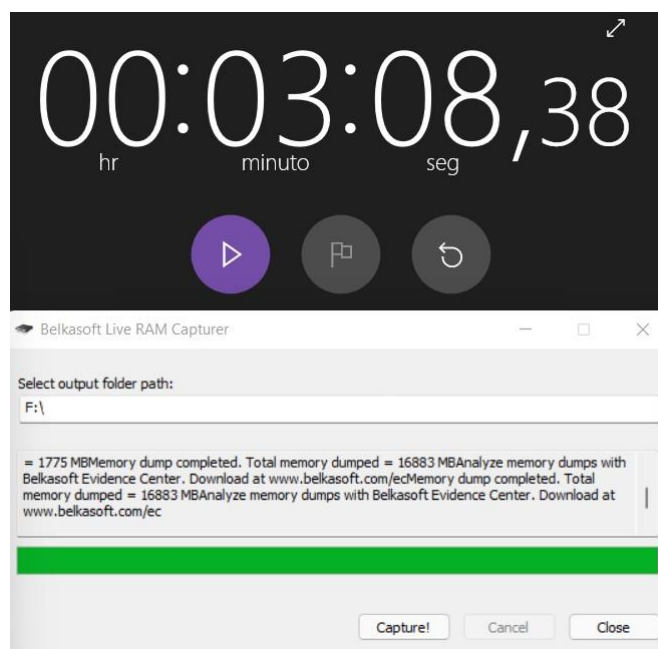 00:03:08,38
hr minuto seg
Belkasoft Live RAM Capturer
Select output folder path:
F:\
= 1775 MBMemory dump completed. Total memory dumped = 16883 MBAnalyze memory dumps with
Belkasoft Evidence Center. Download at www.belkasoft.com/ecMemory dump completed. Total
memory dumped = 16883 MBAnalyze memory dumps with Belkasoft Evidence Center. Download at
www.belkasoft.com/ec
Capture! Cancel Close